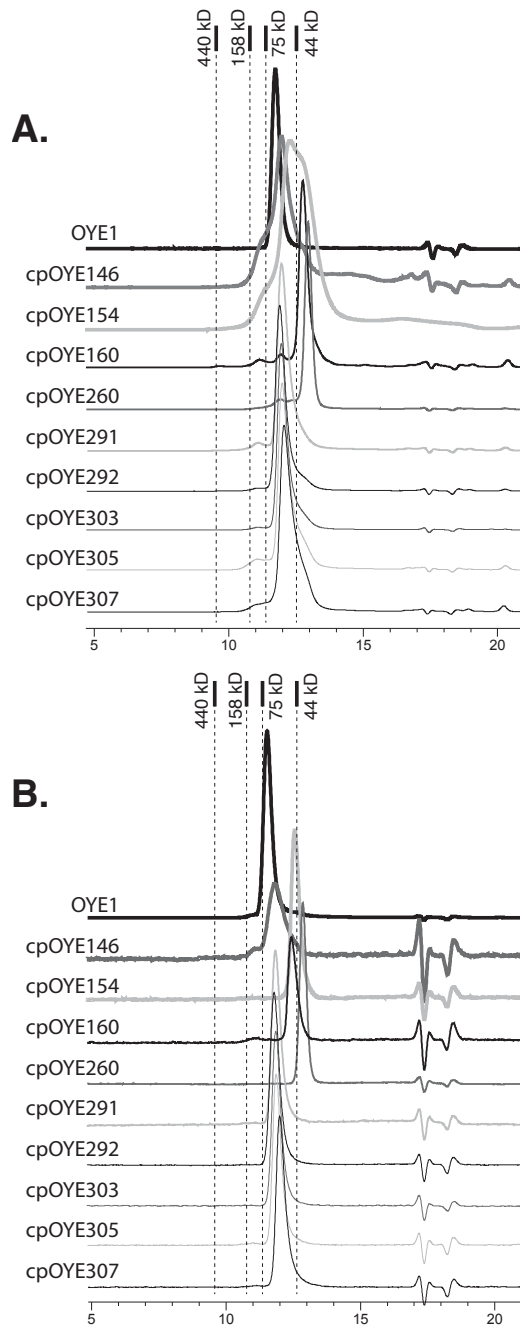 440 kD
158 kD
75 kD
44 kD
A.
OYE1
cpOYE146
cpOYE154
cpOYE160
cpOYE260
cpOYE291
cpOYE292
cpOYE303
cpOYE305
cpOYE307
5 10 15 20
440 kD
158 kD
75 kD
44 kD
B.
OYE1
cpOYE146
cpOYE154
cpOYE160
cpOYE260
cpOYE291
cpOYE292
cpOYE303
cpOYE305
cpOYE307
5 10 15 20